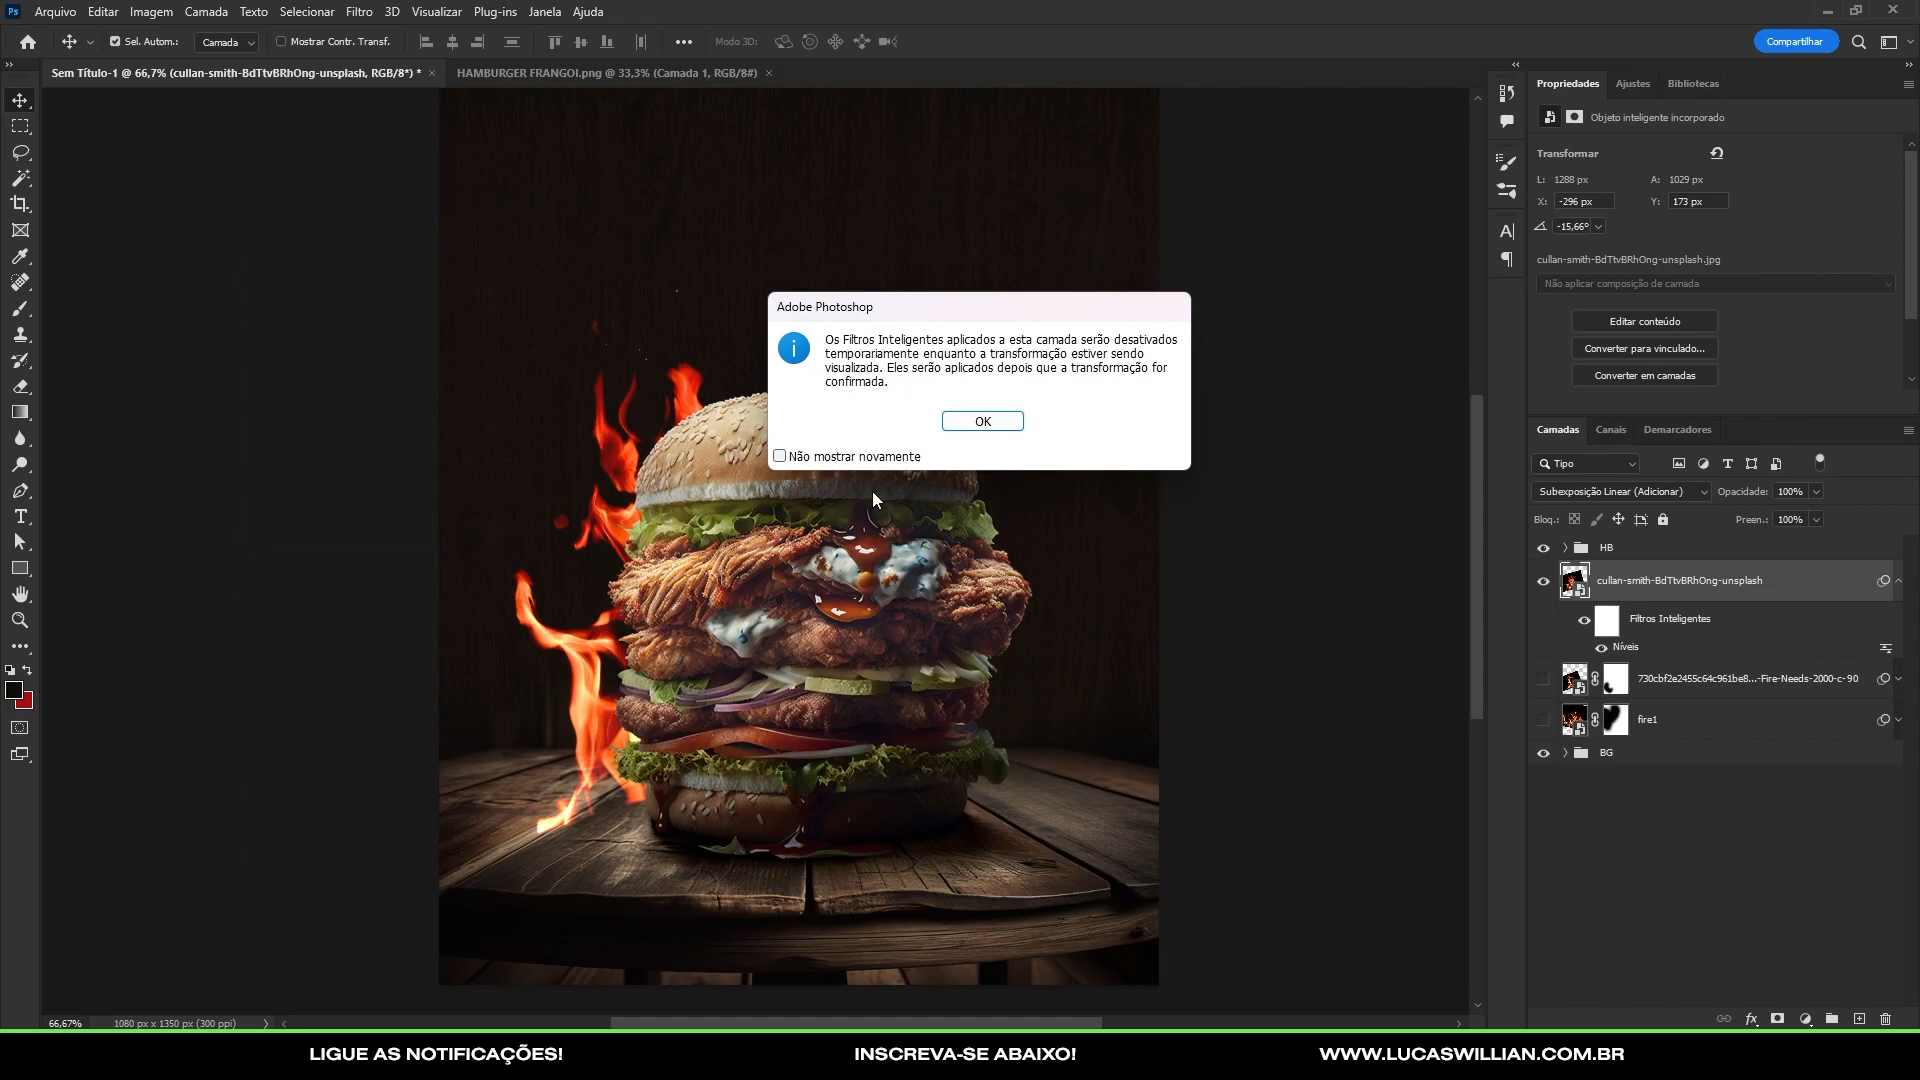 Ps Arquivo Editar Imagem Camada Texto Selecionar Filtro 3D Visualizar Plug-ins Janela Ajuda
Sel. Autom.: Camada Mostrar Contr. Transf. Modo 3D: Compartilhar
Sem Título-1 @ 66,7% (cullan-smith-BdTtvBRhOng-unsplash, RGB/8*) * HAMBURGER FRANGOI.png @ 33,3% (Camada 1, RGB/8#)
Propriedades Ajustes Bibliotecas
Objeto inteligente incorporado
Transformar
L: 1288 px A: 1029 px
X: -296 px Y: 173 px
-15,66°
cullan-smith-BdTtvBRhOng-unsplash.jpg
Não aplicar composição de camada
Editar conteúdo
Converter para vinculado...
Converter em camadas
Adobe Photoshop
Os Filtros Inteligentes aplicados a esta camada serão desativados
temporariamente enquanto a transformação estiver sendo
visualizada. Eles serão aplicados depois que a transformação for
confirmada.
OK
Não mostrar novamente
Camadas Canais Demarcadores
Tipo
Subexposição Linear (Adicionar) Opacidade: 100%
Bloq.: Preen.: 100%
HB
cullan-smith-BdTtvBRhOng-unsplash
Filtros Inteligentes
Níveis
730cbf2e2455c64c961be8...-Fire-Needs-2000-c-90
fire1
BG
66,67% 1080 px x 1350 px (300 ppi)
LIGUE AS NOTIFICAÇÕES! INSCREVA-SE ABAIXO! WWW.LUCASWILLIAN.COM.BR